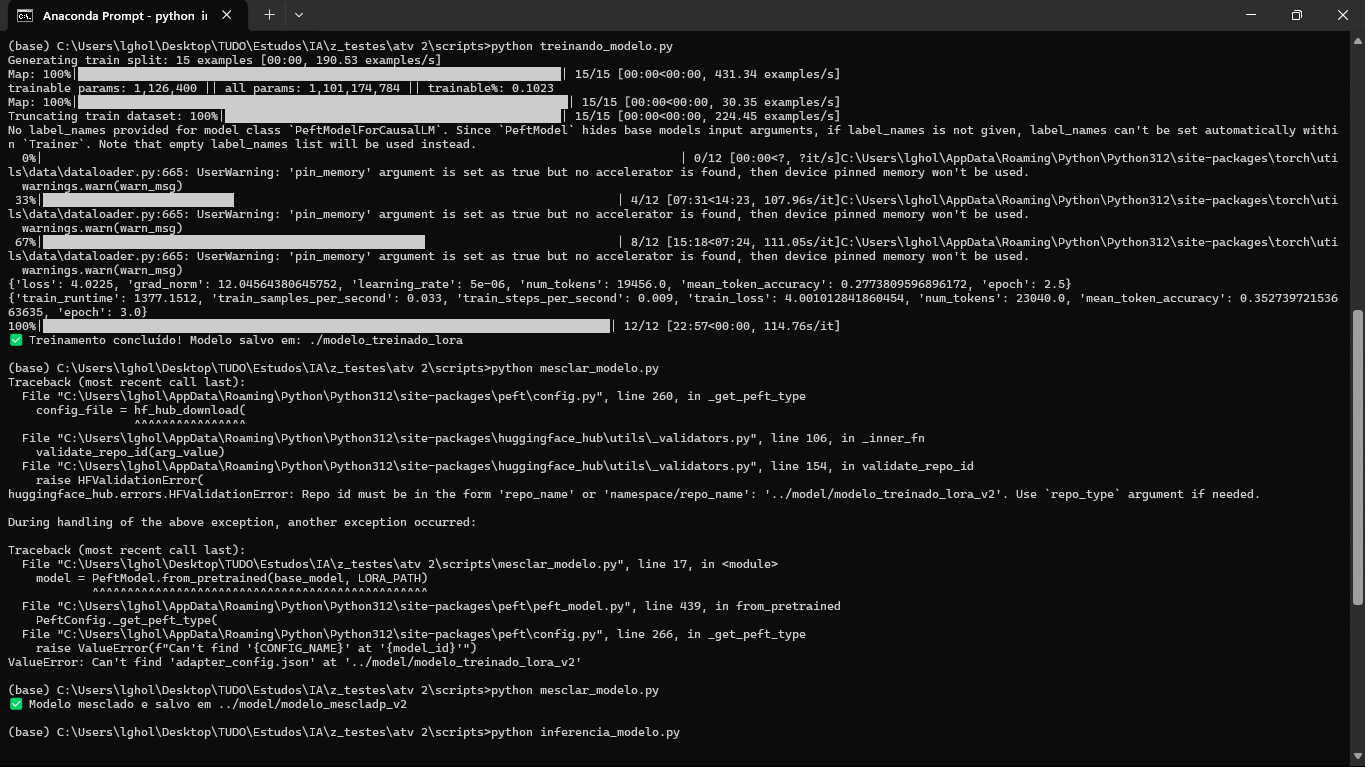 Anaconda Prompt - python ii
(base) C:\Users\lghol\Desktop\TUDO\Estudos\IA\z_testes\atv 2\scripts>python treinando_modelo.py
Generating train split: 15 examples [00:00, 190.53 examples/s]
Map: 100%| | 15/15 [00:00<00:00, 431.34 examples/s]
trainable params: 1,126,400 || all params: 1,101,174,784 || trainable%: 0.1023
Map: 100%| | 15/15 [00:00<00:00, 30.35 examples/s]
Truncating train dataset: 100%| | 15/15 [00:00<00:00, 224.45 examples/s]
No label_names provided for model class `PeftModelForCausalLM`. Since `PeftModel` hides base models input arguments, if label_names is not given, label_names can't be set automatically withi
n `Trainer`. Note that empty label_names list will be used instead.
0%| | 0/12 [00:00<?, ?it/s]C:\Users\lghol\AppData\Roaming\Python\Python312\site-packages\torch\uti
ls\data\dataloader.py:665: UserWarning: 'pin_memory' argument is set as true but no accelerator is found, then device pinned memory won't be used.
warnings.warn(warn_msg)
33%| | 4/12 [07:31<14:23, 107.96s/it]C:\Users\lghol\AppData\Roaming\Python\Python312\site-packages\torch\uti
ls\data\dataloader.py:665: UserWarning: 'pin_memory' argument is set as true but no accelerator is found, then device pinned memory won't be used.
warnings.warn(warn_msg)
67%| | 8/12 [15:18<07:24, 111.05s/it]C:\Users\lghol\AppData\Roaming\Python\Python312\site-packages\torch\uti
ls\data\dataloader.py:665: UserWarning: 'pin_memory' argument is set as true but no accelerator is found, then device pinned memory won't be used.
warnings.warn(warn_msg)
{'loss': 4.0225, 'grad_norm': 12.04564380645752, 'learning_rate': 5e-06, 'num_tokens': 19456.0, 'mean_token_accuracy': 0.2773809596896172, 'epoch': 2.5}
{'train_runtime': 1377.1512, 'train_samples_per_second': 0.033, 'train_steps_per_second': 0.009, 'train_loss': 4.001012841860454, 'num_tokens': 23040.0, 'mean_token_accuracy': 0.352739721536
63635, 'epoch': 3.0}
100%| | 12/12 [22:57<00:00, 114.76s/it]
✅ Treinamento concluído! Modelo salvo em: ./modelo_treinado_lora
(base) C:\Users\lghol\Desktop\TUDO\Estudos\IA\z_testes\atv 2\scripts>python mesclar_modelo.py
Traceback (most recent call last):
File "C:\Users\lghol\AppData\Roaming\Python\Python312\site-packages\peft\config.py", line 260, in _get_peft_type
config_file = hf_hub_download(
^^^^^^^^^^^^^^^^
File "C:\Users\lghol\AppData\Roaming\Python\Python312\site-packages\huggingface_hub\utils\_validators.py", line 106, in _inner_fn
validate_repo_id(arg_value)
File "C:\Users\lghol\AppData\Roaming\Python\Python312\site-packages\huggingface_hub\utils\_validators.py", line 154, in validate_repo_id
raise HFValidationError(
huggingface_hub.errors.HFValidationError: Repo id must be in the form 'repo_name' or 'namespace/repo_name': '../model/modelo_treinado_lora_v2'. Use `repo_type` argument if needed.
During handling of the above exception, another exception occurred:
Traceback (most recent call last):
File "C:\Users\lghol\Desktop\TUDO\Estudos\IA\z_testes\atv 2\scripts\mesclar_modelo.py", line 17, in <module>
model = PeftModel.from_pretrained(base_model, LORA_PATH)
^^^^^^^^^^^^^^^^^^^^^^^^^^^^^^^^^^^^^^^^^^^^^^^^
File "C:\Users\lghol\AppData\Roaming\Python\Python312\site-packages\peft\peft_model.py", line 439, in from_pretrained
PeftConfig._get_peft_type(
File "C:\Users\lghol\AppData\Roaming\Python\Python312\site-packages\peft\config.py", line 266, in _get_peft_type
raise ValueError(f"Can't find '{CONFIG_NAME}' at '{model_id}'")
ValueError: Can't find 'adapter_config.json' at '../model/modelo_treinado_lora_v2'
(base) C:\Users\lghol\Desktop\TUDO\Estudos\IA\z_testes\atv 2\scripts>python mesclar_modelo.py
✅ Modelo mesclado e salvo em ../model/modelo_mescladp_v2
(base) C:\Users\lghol\Desktop\TUDO\Estudos\IA\z_testes\atv 2\scripts>python inferencia_modelo.py